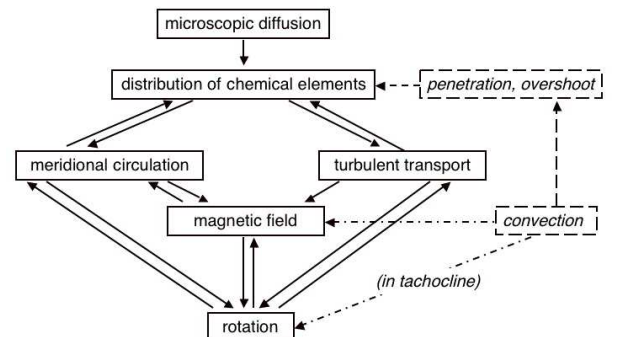 microscopic diffusion
distribution of chemical elements
penetration, overshoot
meridional circulation
turbulent transport
magnetic field
convection
(in tachocline)
rotation